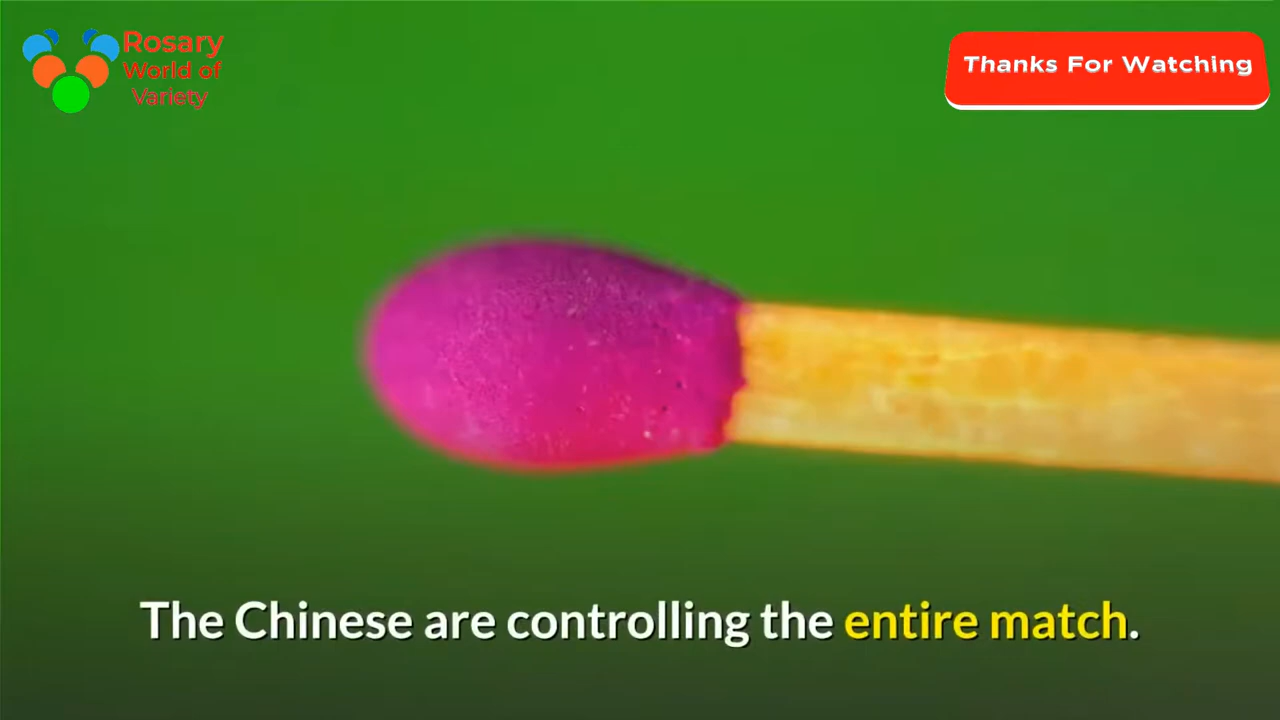 Rosary
World of
Variety
Thanks For Watching
The Chinese are controlling the entire match.